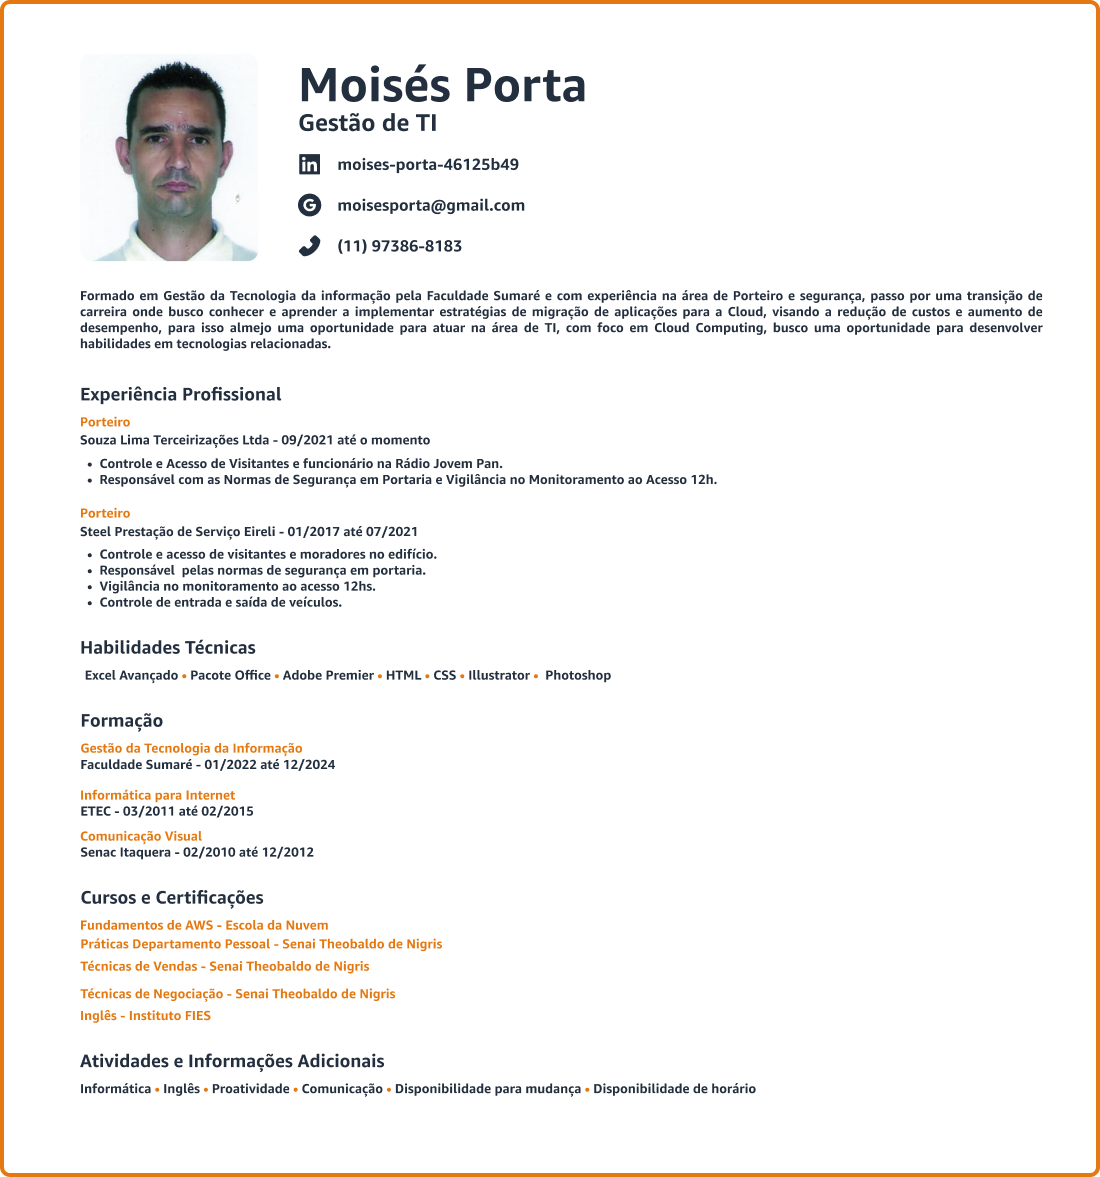 Moisés Porta
Gestão de TI
moises-porta-46125b49
moisesporta@gmail.com
(11) 97386-8183
Formado em Gestão da Tecnologia da informação pela Faculdade Sumaré e com experiência na área de Porteiro e segurança, passo por uma transição de
carreira onde busco conhecer e aprender a implementar estratégias de migração de aplicações para a Cloud, visando a redução de custos e aumento de
desempenho, para isso almejo uma oportunidade para atuar na área de TI, com foco em Cloud Computing, busco uma oportunidade para desenvolver
habilidades em tecnologias relacionadas.
Experiência Profissional
Porteiro
Souza Lima Terceirizações Ltda - 09/2021 até o momento
• Controle e Acesso de Visitantes e funcionário na Rádio Jovem Pan.
• Responsável com as Normas de Segurança em Portaria e Vigilância no Monitoramento ao Acesso 12h.
Porteiro
Steel Prestação de Serviço Eireli - 01/2017 até 07/2021
• Controle e acesso de visitantes e moradores no edifício.
• Responsável  pelas normas de segurança em portaria.
• Vigilância no monitoramento ao acesso 12hs.
• Controle de entrada e saída de veículos.
Habilidades Técnicas
Excel Avançado • Pacote Office • Adobe Premier • HTML • CSS • Illustrator •  Photoshop
Formação
Gestão da Tecnologia da Informação
Faculdade Sumaré - 01/2022 até 12/2024
Informática para Internet
ETEC - 03/2011 até 02/2015
Comunicação Visual
Senac Itaquera - 02/2010 até 12/2012
Cursos e Certificações
Fundamentos de AWS - Escola da Nuvem
Práticas Departamento Pessoal - Senai Theobaldo de Nigris
Técnicas de Vendas - Senai Theobaldo de Nigris
Técnicas de Negociação - Senai Theobaldo de Nigris
Inglês - Instituto FIES
Atividades e Informações Adicionais
Informática • Inglês • Proatividade • Comunicação • Disponibilidade para mudança • Disponibilidade de horário